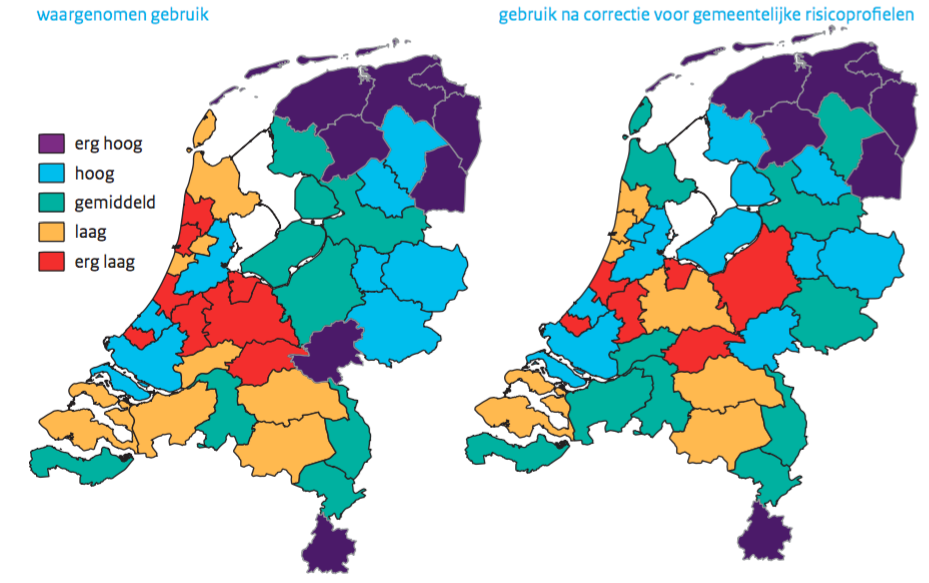 waargenomen gebruik
gebruik na correctie voor gemeentelijke risicoprofielen
erg hoog
hoog
gemiddeld
laag
erg laag